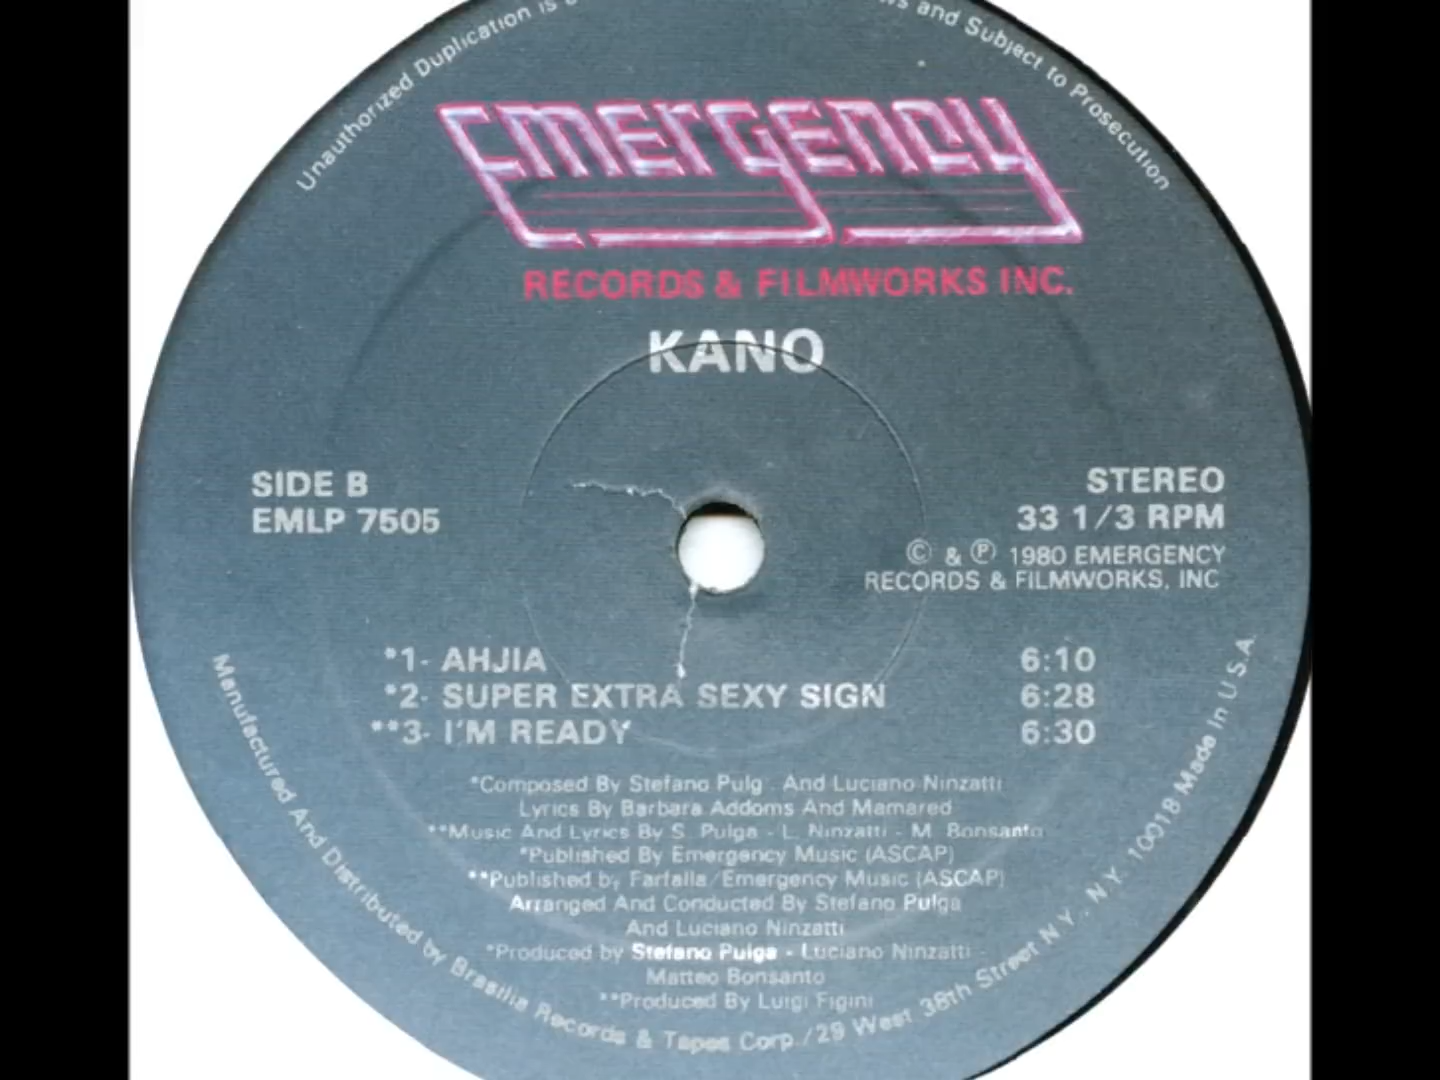 Unauthorized Duplication is
and Subject to Prosecution
Emergency
RECORDS & FILMWORKS INC.
KANO
SIDE B
EMLP 7505
STEREO
33 1/3 RPM
© & ℗ 1980 EMERGENCY
RECORDS & FILMWORKS, INC
*1- AHJIA 6:10
*2- SUPER EXTRA SEXY SIGN 6:28
**3- I'M READY 6:30
*Composed By Stefano And Luciano Ninzatti
Lyrics By Barbara Addoms And Mamared
**Music And Lyrics By S. Pulga - L. Ninzatti - M. Bonsanto
*Published By Emergency Music (ASCAP)
**Published by Farfalla/Emergency Music (ASCAP)
Arranged And Conducted By Stefano Pulga
And Luciano Ninzatti
*Produced by Stefano Pulga - Luciano Ninzatti -
Matteo Bonsanto
**Produced By Luigi Figini
Manufactured And Distributed by Brasilia Records & Tapes Corp./29 West 38th Street N.Y., N.Y. 10018 Made In U.S.A.